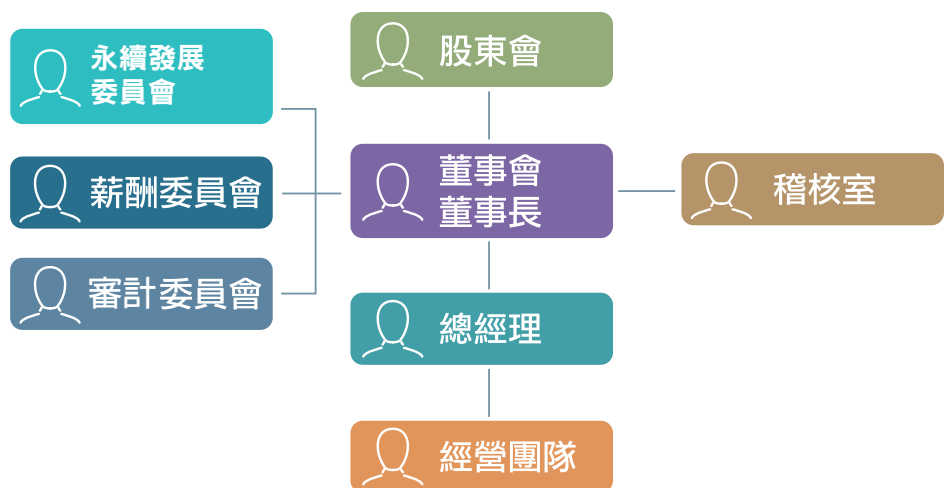 永續發展
委員會
薪酬委員會
審計委員會
股東會
董事會
董事長
總經理
經營團隊
稽核室